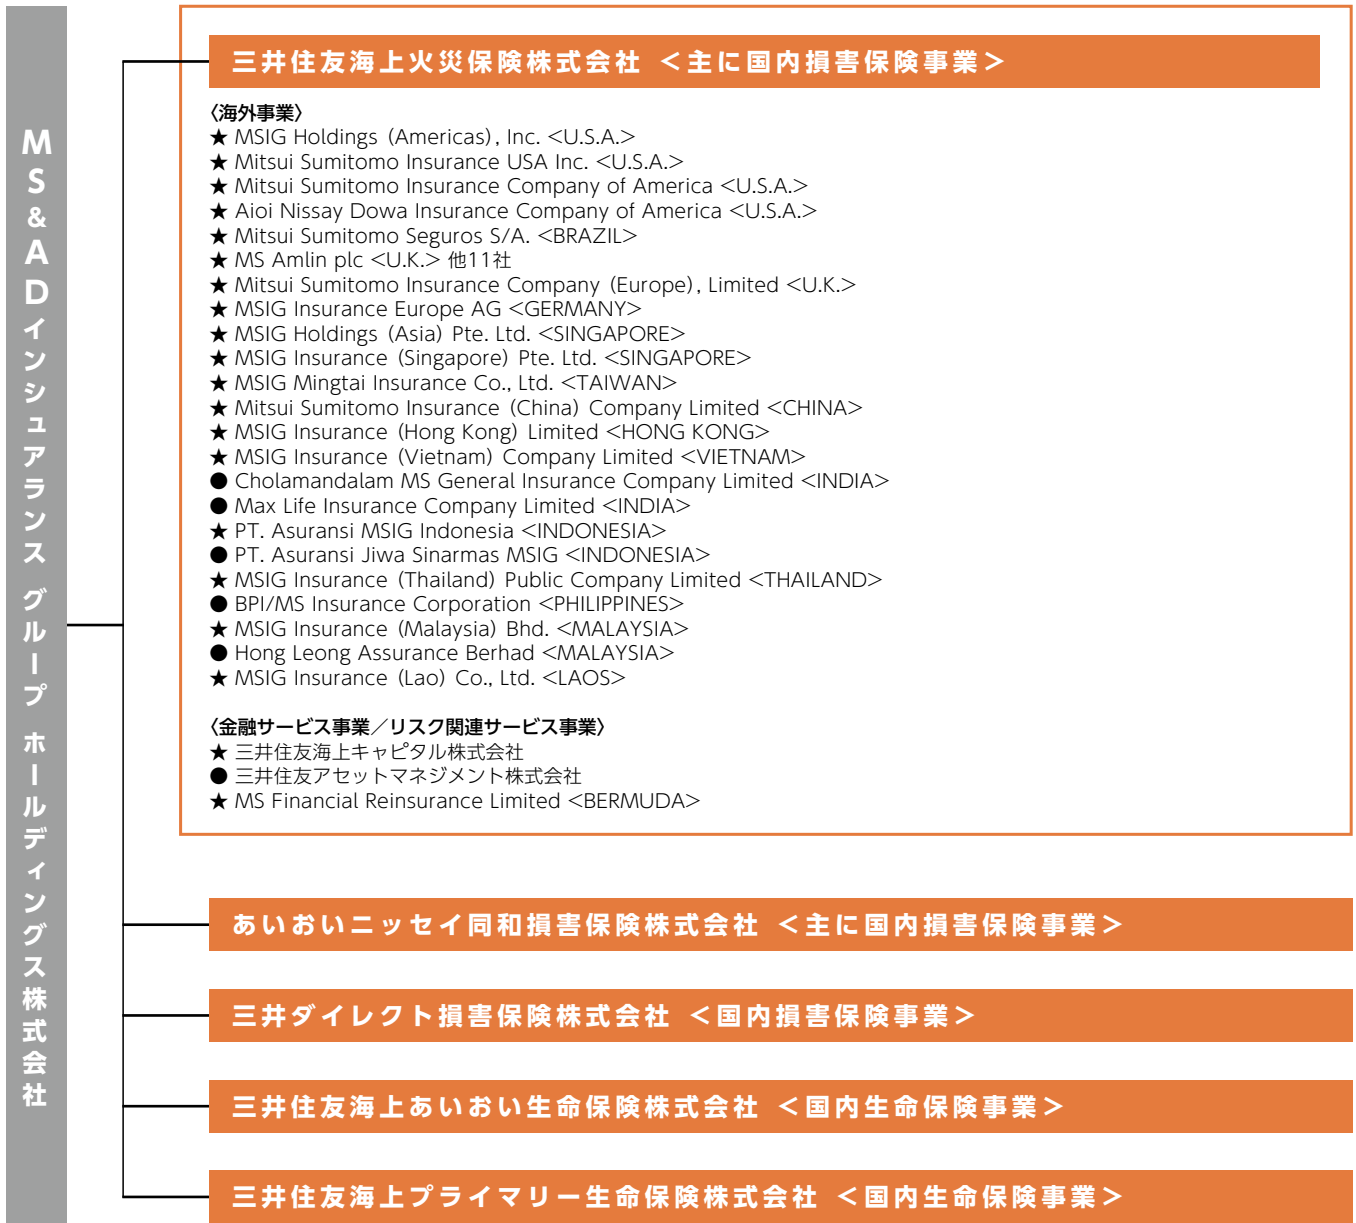 MS&ADインシュアランス グループ ホールディングス株式会社
三井住友海上火災保険株式会社 ＜主に国内損害保険事業＞
〈海外事業〉
★ MSIG Holdings (Americas), Inc. <U.S.A.>
★ Mitsui Sumitomo Insurance USA Inc. <U.S.A.>
★ Mitsui Sumitomo Insurance Company of America <U.S.A.>
★ Aioi Nissay Dowa Insurance Company of America <U.S.A.>
★ Mitsui Sumitomo Seguros S/A. <BRAZIL>
★ MS Amlin plc <U.K.> 他11社
★ Mitsui Sumitomo Insurance Company (Europe), Limited <U.K.>
★ MSIG Insurance Europe AG <GERMANY>
★ MSIG Holdings (Asia) Pte. Ltd. <SINGAPORE>
★ MSIG Insurance (Singapore) Pte. Ltd. <SINGAPORE>
★ MSIG Mingtai Insurance Co., Ltd. <TAIWAN>
★ Mitsui Sumitomo Insurance (China) Company Limited <CHINA>
★ MSIG Insurance (Hong Kong) Limited <HONG KONG>
★ MSIG Insurance (Vietnam) Company Limited <VIETNAM>
● Cholamandalam MS General Insurance Company Limited <INDIA>
● Max Life Insurance Company Limited <INDIA>
★ PT. Asuransi MSIG Indonesia <INDONESIA>
● PT. Asuransi Jiwa Sinarmas MSIG <INDONESIA>
★ MSIG Insurance (Thailand) Public Company Limited <THAILAND>
● BPI/MS Insurance Corporation <PHILIPPINES>
★ MSIG Insurance (Malaysia) Bhd. <MALAYSIA>
● Hong Leong Assurance Berhad <MALAYSIA>
★ MSIG Insurance (Lao) Co., Ltd. <LAOS>
〈金融サービス事業／リスク関連サービス事業〉
★ 三井住友海上キャピタル株式会社
● 三井住友アセットマネジメント株式会社
★ MS Financial Reinsurance Limited <BERMUDA>
あいおいニッセイ同和損害保険株式会社 ＜主に国内損害保険事業＞
三井ダイレクト損害保険株式会社 ＜国内損害保険事業＞
三井住友海上あいおい生命保険株式会社 ＜国内生命保険事業＞
三井住友海上プライマリー生命保険株式会社 ＜国内生命保険事業＞